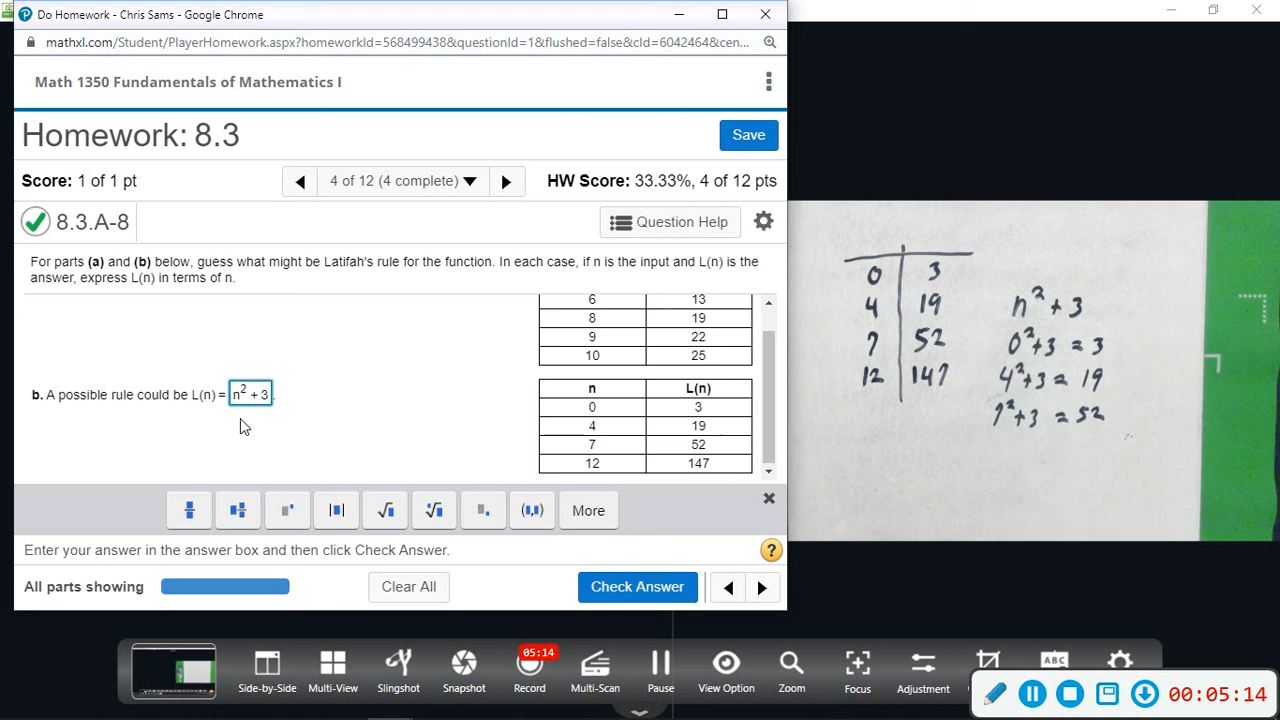 Do Homework - Chris Sams - Google Chrome
mathxl.com/Student/PlayerHomework.aspx?homeworkId=568499438&questionId=1&flushed=false&cId=6042464&cen...
Math 1350 Fundamentals of Mathematics I
Homework: 8.3
Save
Score: 1 of 1 pt
4 of 12 (4 complete)
HW Score: 33.33%, 4 of 12 pts
8.3.A-8
Question Help
For parts (a) and (b) below, guess what might be Latifah's rule for the function. In each case, if n is the input and L(n) is the
answer, express L(n) in terms of n.
6 13
8 19
9 22
10 25
b. A possible rule could be L(n) = n² + 3.
n L(n)
0 3
4 19
7 52
12 147
More
Enter your answer in the answer box and then click Check Answer.
?
All parts showing
Clear All
Check Answer
0 3
4 19
7 52
12 147
n² + 3
0² + 3 = 3
4² + 3 = 19
7² + 3 = 52
Side-by-Side
Multi-View
Slingshot
Snapshot
05:14
Record
Multi-Scan
Pause
View Option
Zoom
Focus
Adjustment
ABC
00:05:14